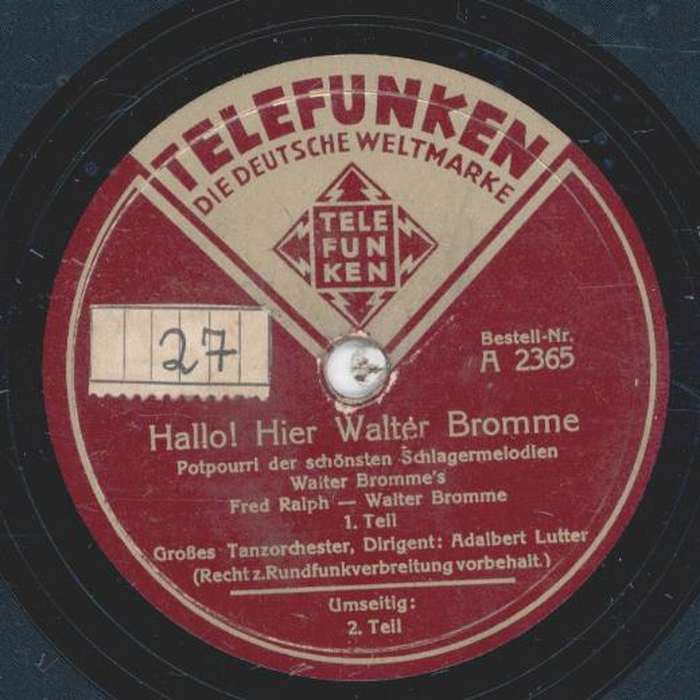 TELEFUNKEN
DIE DEUTSCHE WELTMARKE
TELE
FUN
KEN
27
Bestell-Nr.
A 2365
Hallo! Hier Walter Bromme
Potpourri der schönsten Schlagermelodien
Walter Bromme's
Fred Ralph — Walter Bromme
1. Teil
Großes Tanzorchester, Dirigent: Adalbert Lutter
(Recht z.Rundfunkverbreitung vorbehalt.)
Umseitig:
2. Teil